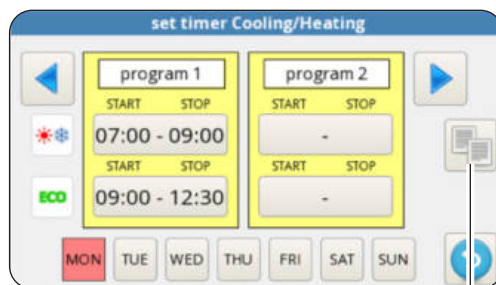 set timer Cooling/Heating
program 1 program 2
START STOP START STOP
07:00 - 09:00 -
START STOP START STOP
ECO 09:00 - 12:30 -
MON TUE WED THU FRI SAT SUN